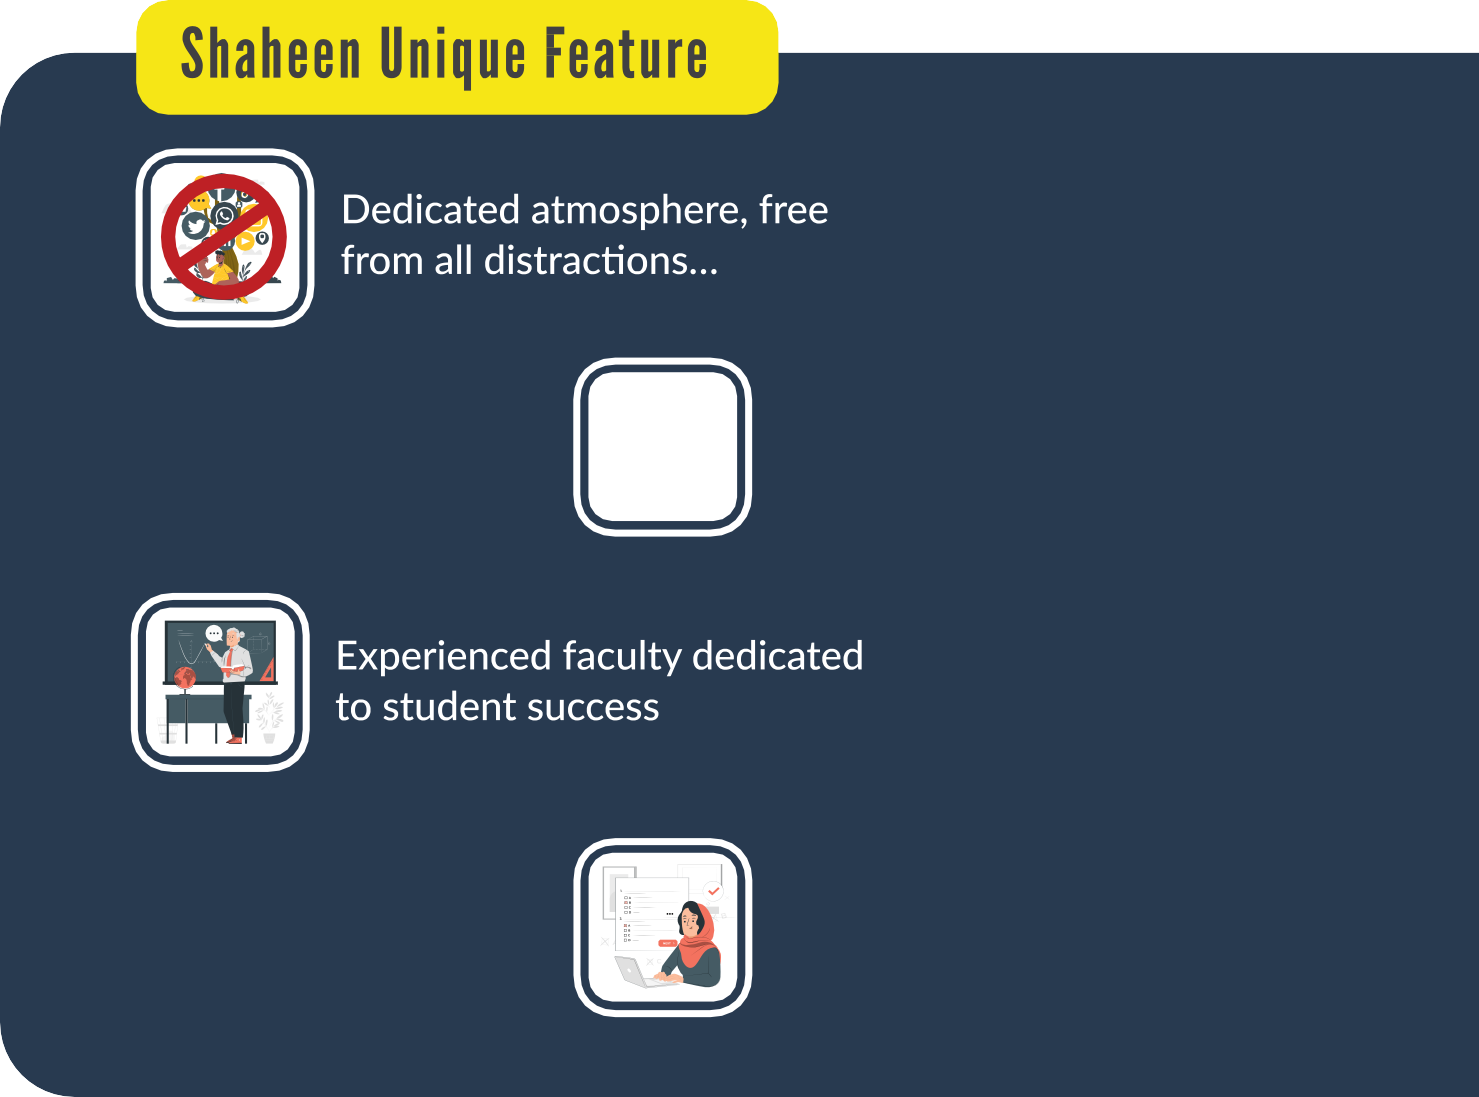 Shaheen Unique Feature
Dedicated atmosphere, free
from all distractions...
Experienced faculty dedicated
to student success